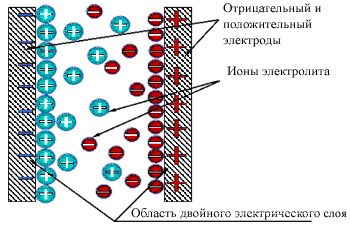 Отрицательный и
положительный
электроды
Ионы электролита
Область двойного электрического слоя